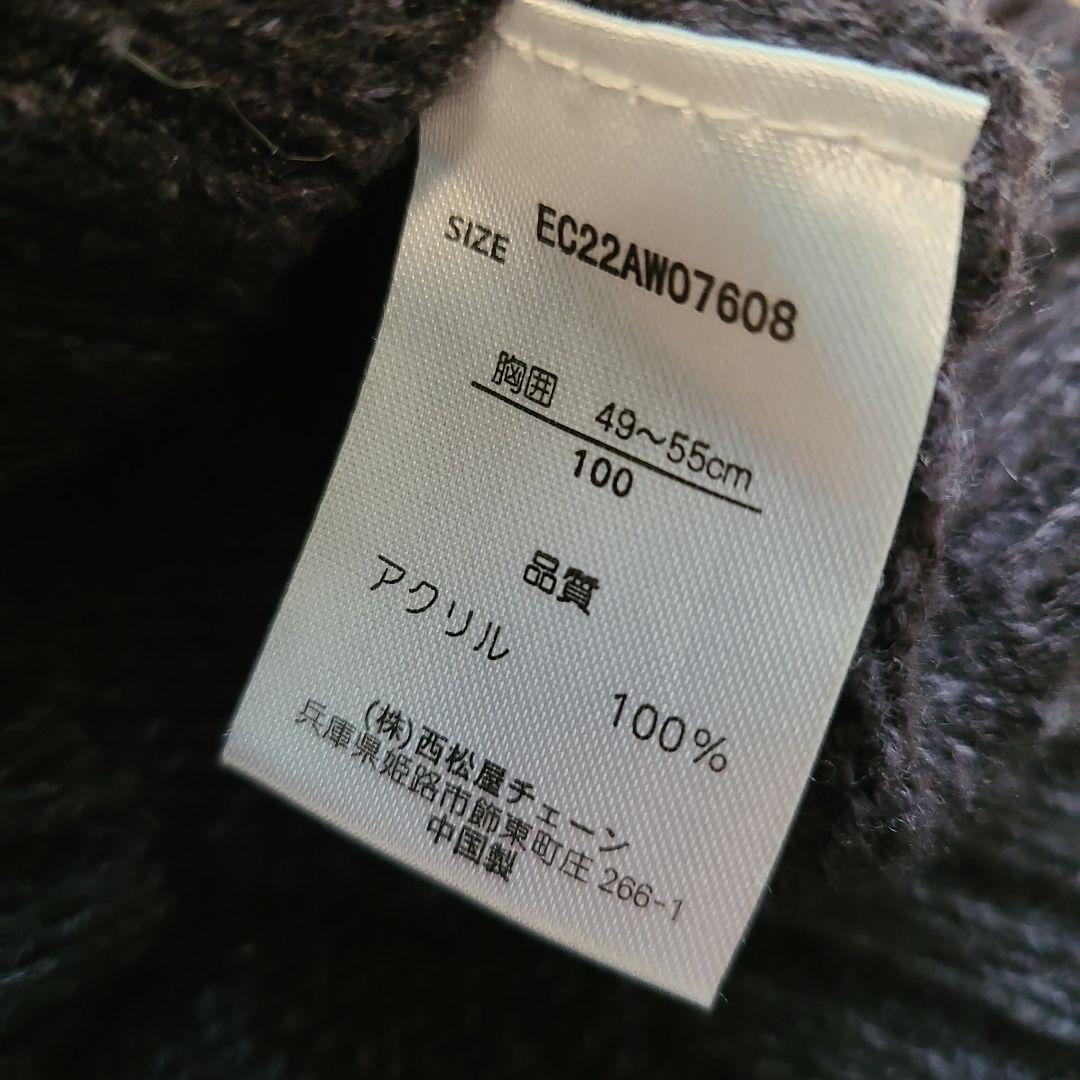 EC22AW07608
SIZE
胸囲 49～55cm
100
品質
アクリル 100%
(株)西松屋チェーン
兵庫県姫路市飾東町庄 266-1
中国製